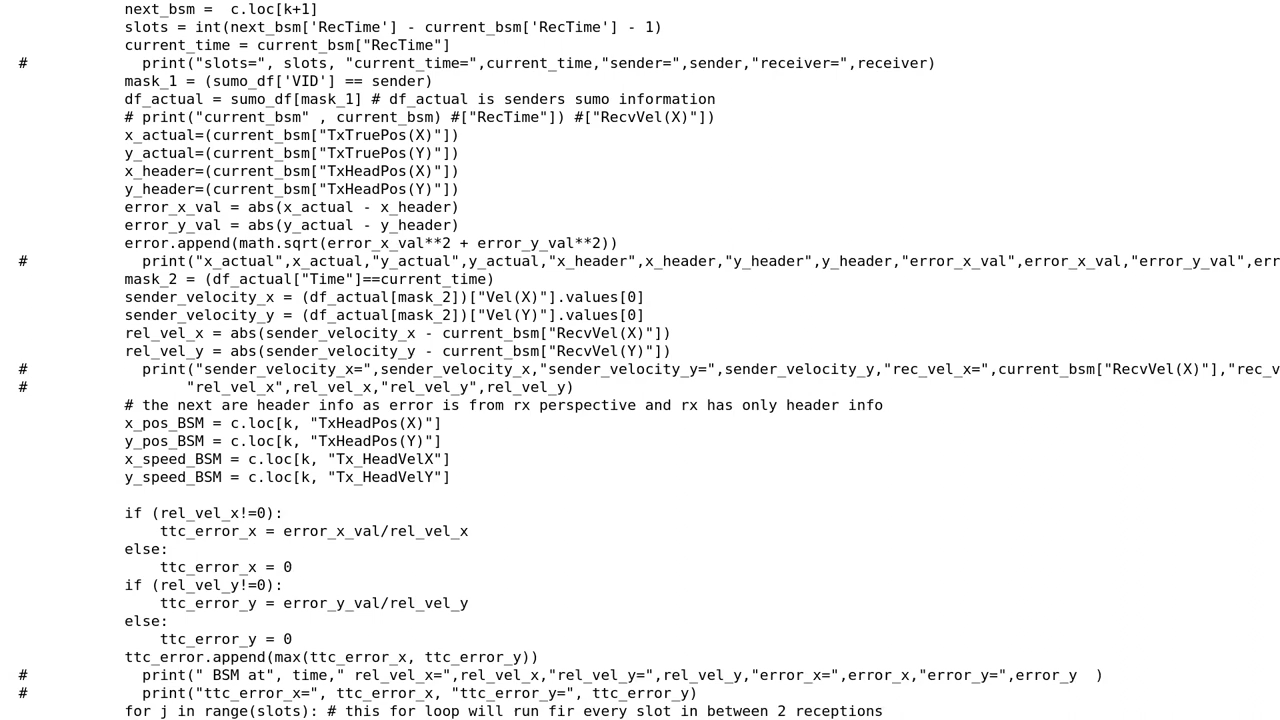 next_bsm =  c.loc[k+1]
            slots = int(next_bsm['RecTime'] - current_bsm['RecTime'] - 1)
            current_time = current_bsm["RecTime"]
#             print("slots=", slots, "current_time=",current_time,"sender=",sender,"receiver=",receiver)
            mask_1 = (sumo_df['VID'] == sender)
            df_actual = sumo_df[mask_1] # df_actual is senders sumo information
            # print("current_bsm" , current_bsm) #["RecTime"]) #["RecvVel(X)"])
            x_actual=(current_bsm["TxTruePos(X)"])
            y_actual=(current_bsm["TxTruePos(Y)"])
            x_header=(current_bsm["TxHeadPos(X)"])
            y_header=(current_bsm["TxHeadPos(Y)"])
            error_x_val = abs(x_actual - x_header)
            error_y_val = abs(y_actual - y_header)
            error.append(math.sqrt(error_x_val**2 + error_y_val**2))
#             print("x_actual",x_actual,"y_actual",y_actual,"x_header",x_header,"y_header",y_header,"error_x_val",error_x_val,"error_y_val",err
            mask_2 = (df_actual["Time"]==current_time)
            sender_velocity_x = (df_actual[mask_2])["Vel(X)"].values[0]
            sender_velocity_y = (df_actual[mask_2])["Vel(Y)"].values[0]
            rel_vel_x = abs(sender_velocity_x - current_bsm["RecvVel(X)"])
            rel_vel_y = abs(sender_velocity_y - current_bsm["RecvVel(Y)"])
#             print("sender_velocity_x=",sender_velocity_x,"sender_velocity_y=",sender_velocity_y,"rec_vel_x=",current_bsm["RecvVel(X)"],"rec_v
#                  "rel_vel_x",rel_vel_x,"rel_vel_y",rel_vel_y)
            # the next are header info as error is from rx perspective and rx has only header info
            x_pos_BSM = c.loc[k, "TxHeadPos(X)"]
            y_pos_BSM = c.loc[k, "TxHeadPos(Y)"]
            x_speed_BSM = c.loc[k, "Tx_HeadVelX"]
            y_speed_BSM = c.loc[k, "Tx_HeadVelY"]

            if (rel_vel_x!=0):
                ttc_error_x = error_x_val/rel_vel_x
            else:
                ttc_error_x = 0
            if (rel_vel_y!=0):
                ttc_error_y = error_y_val/rel_vel_y
            else:
                ttc_error_y = 0
            ttc_error.append(max(ttc_error_x, ttc_error_y))
#             print(" BSM at", time," rel_vel_x=",rel_vel_x,"rel_vel_y=",rel_vel_y,"error_x=",error_x,"error_y=",error_y  )
#             print("ttc_error_x=", ttc_error_x, "ttc_error_y=", ttc_error_y)
            for j in range(slots): # this for loop will run fir every slot in between 2 receptions